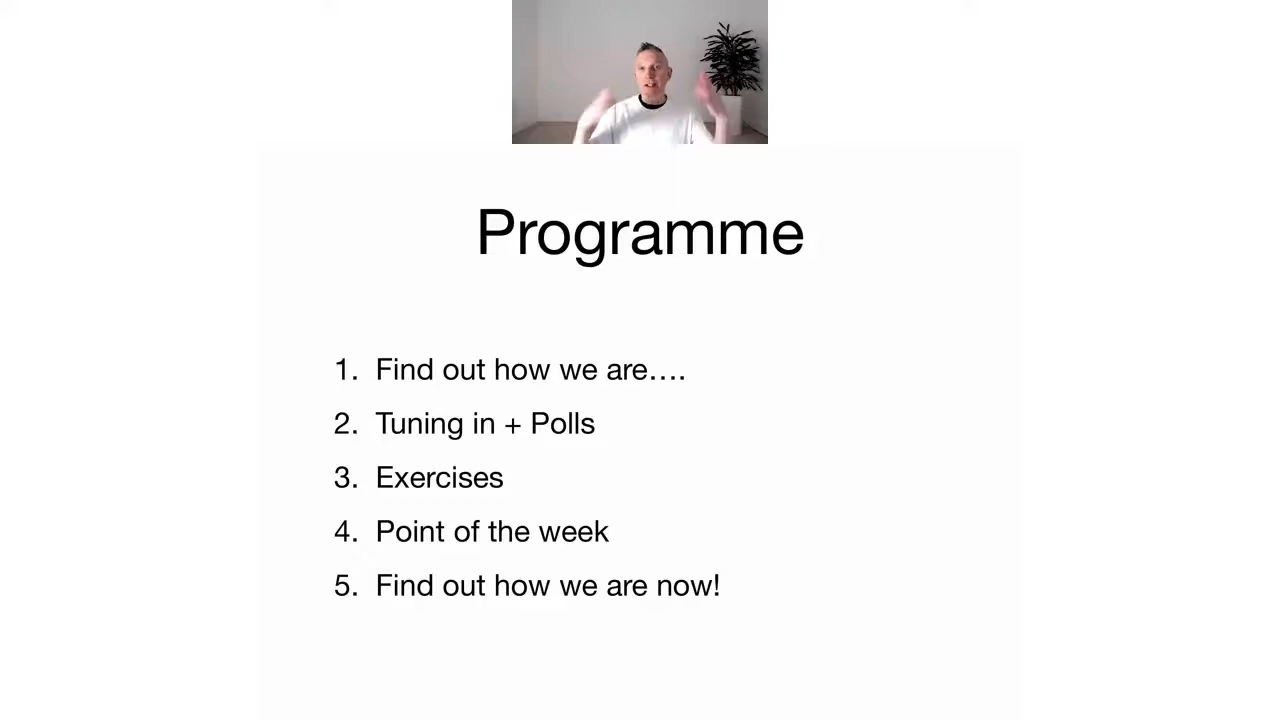 Programme
1. Find out how we are….
2. Tuning in + Polls
3. Exercises
4. Point of the week
5. Find out how we are now!